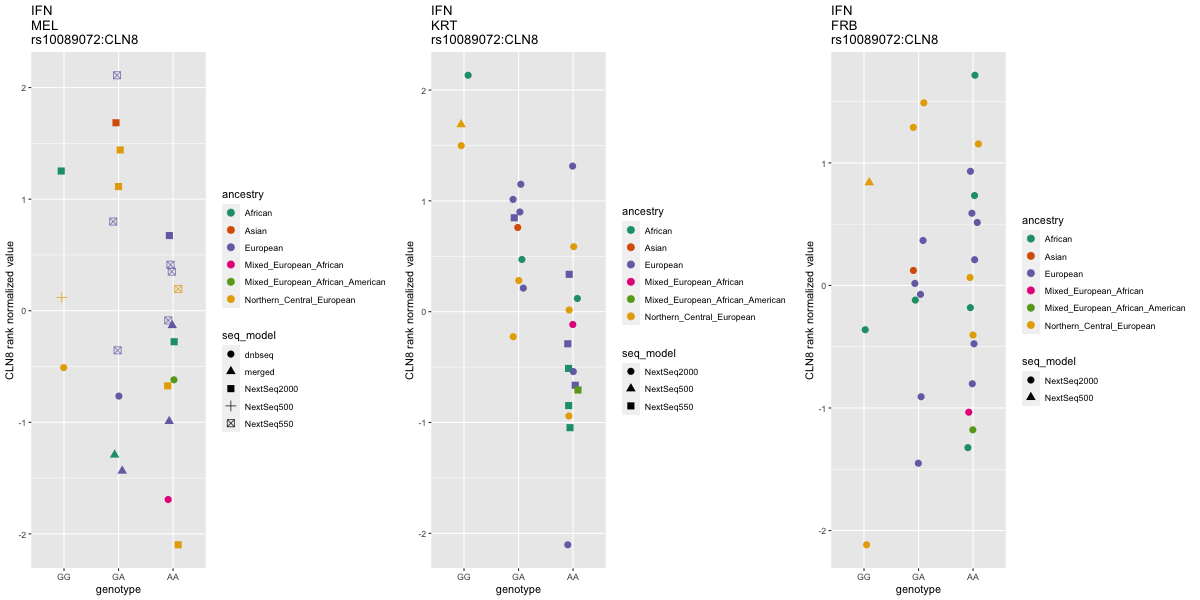 IFN
MEL
rs10089072:CLN8
CLN8 rank normalized value
2
1
0
-1
-2
GG
GA
AA
genotype
ancestry
African
Asian
European
Mixed_European_African
Mixed_European_African_American
Northern_Central_European
seq_model
dnbseq
merged
NextSeq2000
NextSeq500
NextSeq550
IFN
KRT
rs10089072:CLN8
CLN8 rank normalized value
2
1
0
-1
-2
GG
GA
AA
genotype
ancestry
African
Asian
European
Mixed_European_African
Mixed_European_African_American
Northern_Central_European
seq_model
NextSeq2000
NextSeq500
NextSeq550
IFN
FRB
rs10089072:CLN8
CLN8 rank normalized value
1
0
-1
-2
GG
GA
AA
genotype
ancestry
African
Asian
European
Mixed_European_African
Mixed_European_African_American
Northern_Central_European
seq_model
NextSeq2000
NextSeq500